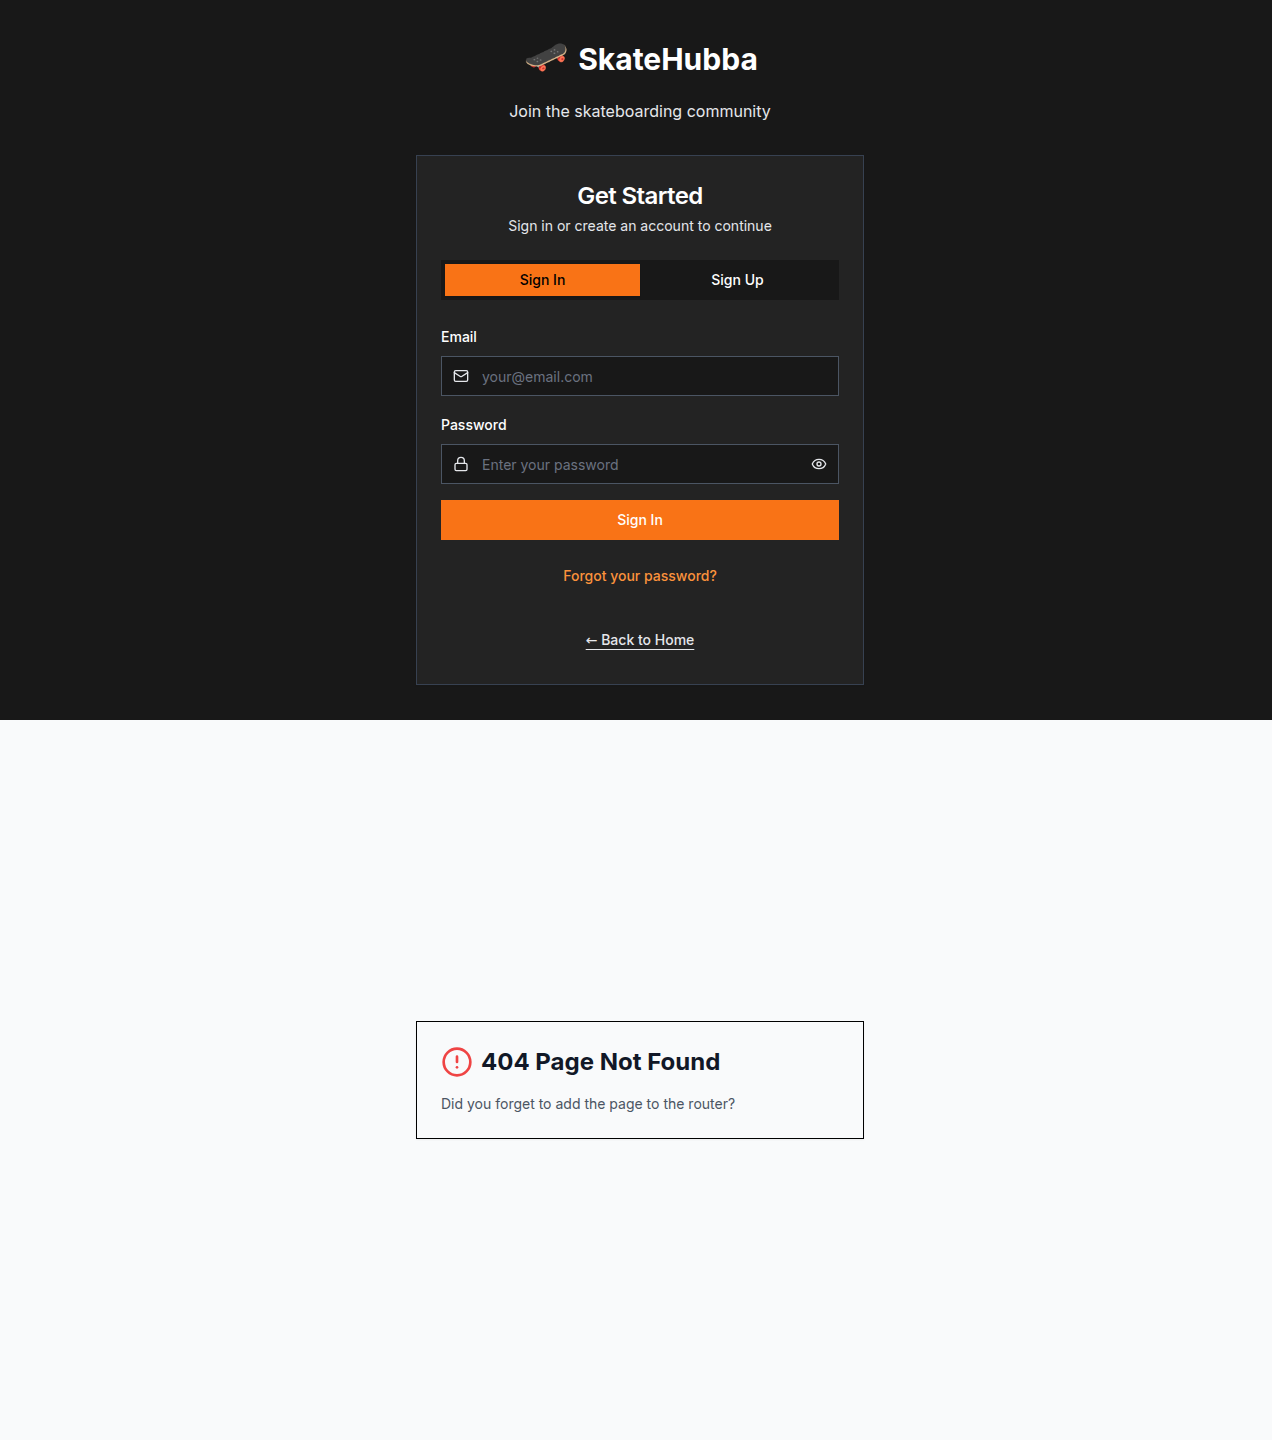 SkateHubba
Join the skateboarding community
Get Started
Sign in or create an account to continue
Sign In
Sign Up
Email
your@email.com
Password
Enter your password
Sign In
Forgot your password?
← Back to Home
404 Page Not Found
Did you forget to add the page to the router?